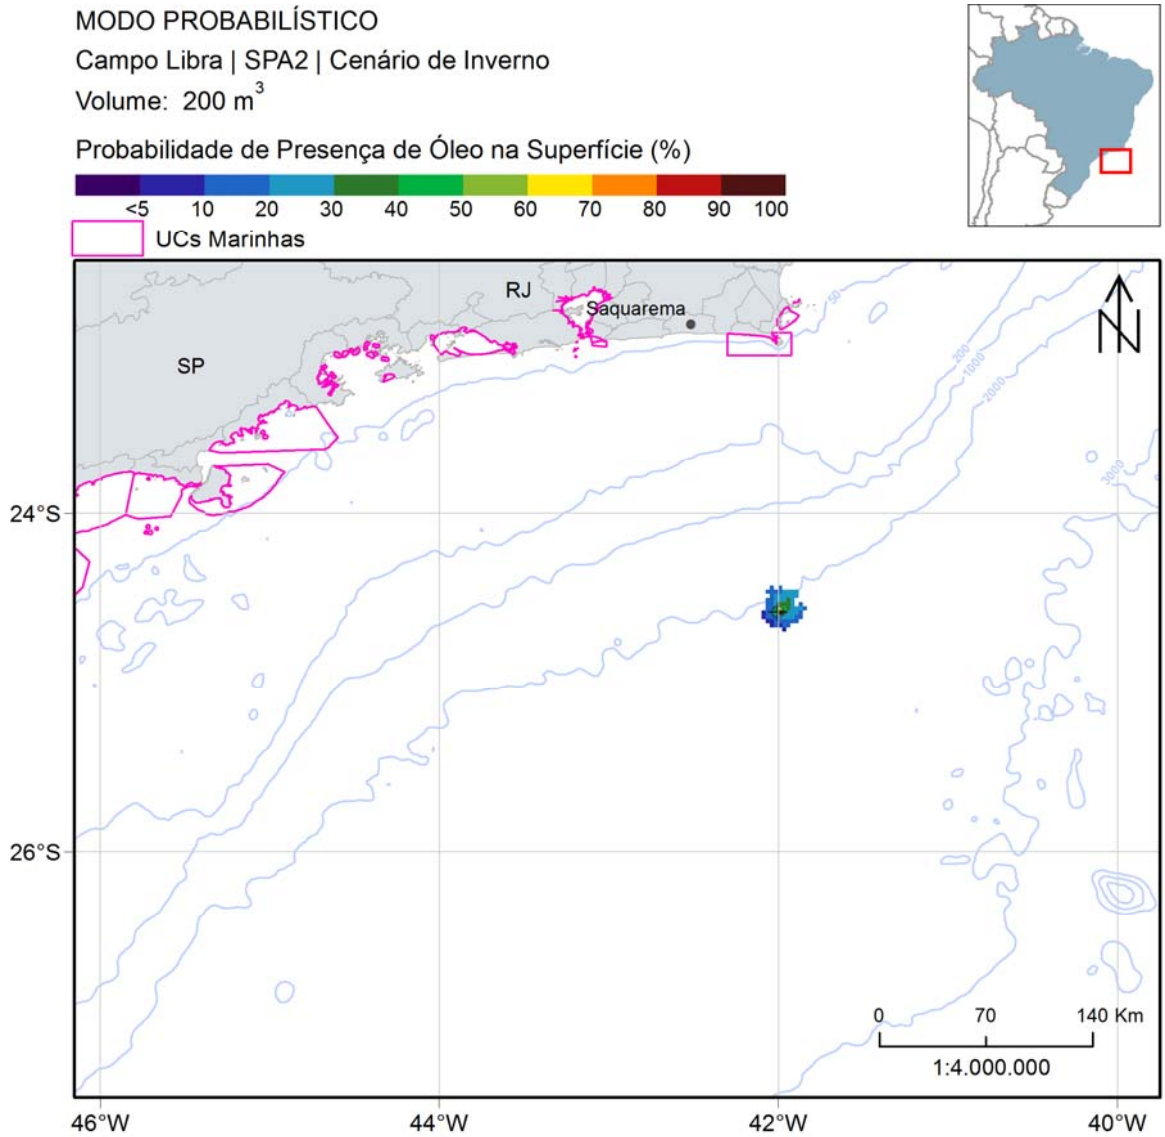 MODO PROBABILÍSTICO
Campo Libra | SPA2 | Cenário de Inverno
Volume: 200 m³
Probabilidade de Presença de Óleo na Superfície (%)
<5 10 20 30 40 50 60 70 80 90 100
UCs Marinhas
RJ
Saquarema
SP
50
200
1000
2000
3000
N
24°S
26°S
0 70 140 Km
1:4.000.000
46°W 44°W 42°W 40°W